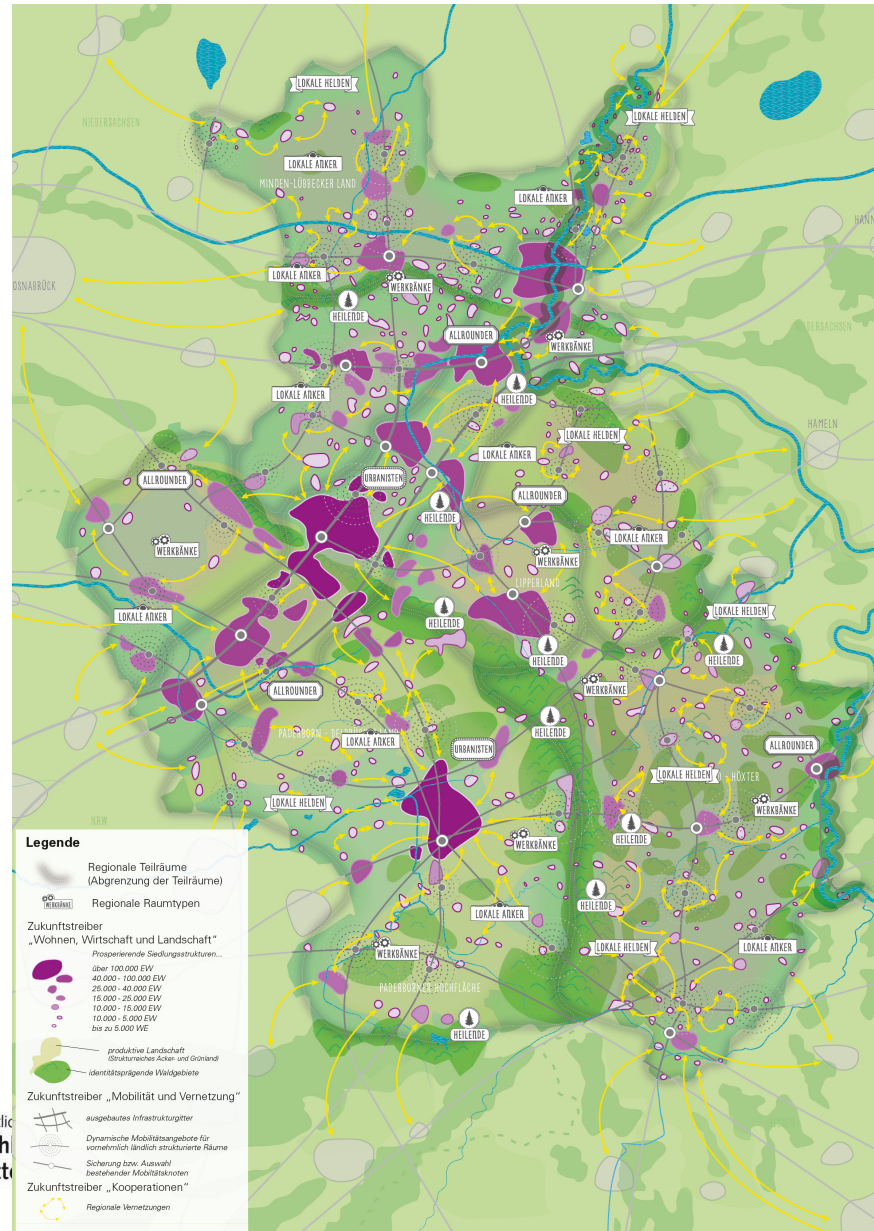 LOKALE HELDEN
LOKALE HELDEN
NIEDERSACHSEN
LOKALE ANKER
MINDEN-LÜBBECKER LAND
LOKALE ANKER
HANN
LOKALE ANKER
OSNABRÜCK
WERKBÄNKE
HEILENDE
ALLROUNDER
WERKBÄNKE
LOKALE ANKER
HEILENDE
HAMELN
LOKALE HELDEN
LOKALE ANKER
ALLROUNDER
URBANISTEN
ALLROUNDER
HEILENDE
LOKALE ANKER
WERKBÄNKE
WERKBÄNKE
LIPPERLAND
LOKALE ANKER
HEILENDE
LOKALE HELDEN
HEILENDE
HEILENDE
ALLROUNDER
WERKBÄNKE
HEILENDE
PADERBORN - DE
LOKALE ANKER
URBANISTEN
ALLROUNDER
LOKALE HELDEN
HÖXTER
LOKALE HELDEN
WERKBÄNKE
NRW
HEILENDE
WERKBÄNKE
HEILENDE
LOKALE ANKER
WERKBÄNKE
LOKALE HELDEN
LOKALE ANKER
PADERBORNER HOCHFLÄCHE
HEILENDE
Legende
Regionale Teilräume
(Abgrenzung der Teilräume)
WERKBÄNKE
Regionale Raumtypen
Zukunftstreiber
„Wohnen, Wirtschaft und Landschaft“
Prosperierende Siedlungsstrukturen...
über 100.000 EW
40.000 - 100.000 EW
25.000 - 40.000 EW
15.000 - 25.000 EW
10.000 - 15.000 EW
10.000 - 5.000 EW
bis zu 5.000 WE
produktive Landschaft
(Strukturreiches Acker- und Grünland)
identitätsprägende Waldgebiete
Zukunftstreiber „Mobilität und Vernetzung“
ausgebautes Infrastrukturgitter
Dynamische Mobilitätsangebote für
vornehmlich ländlich strukturierte Räume
Sicherung bzw. Auswahl
bestehender Mobiltätsknoten
Zukunftstreiber „Kooperationen“
Regionale Vernetzungen